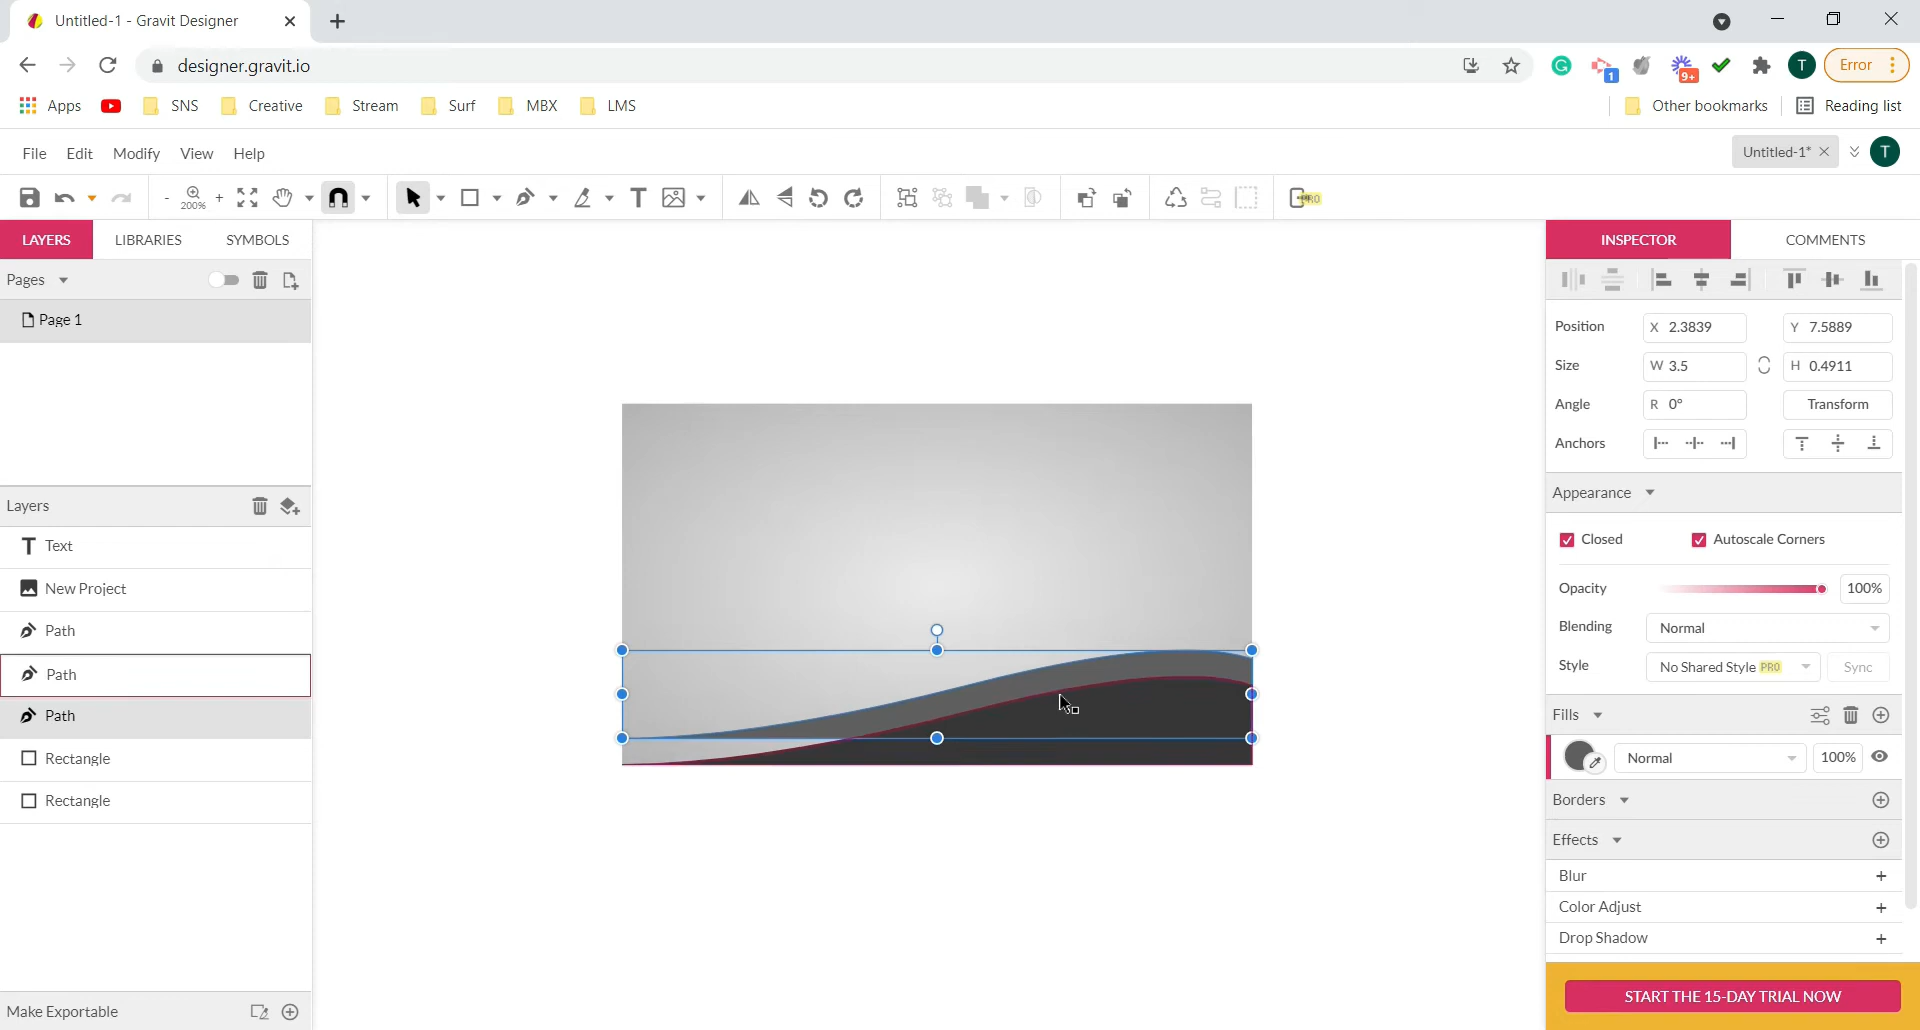 Untitled-1 - Gravit Designer
designer.gravit.io
1
9+
T
Error
Apps
SNS
Creative
Stream
Surf
MBX
LMS
Other bookmarks
Reading list
File
Edit
Modify
View
Help
Untitled-1*
T
- 200% +
T
PRO
LAYERS
LIBRARIES
SYMBOLS
INSPECTOR
COMMENTS
Pages
Page 1
Position
X 2.3839
Y 7.5889
Size
W 3.5
H 0.4911
Angle
R 0°
Transform
Anchors
Layers
Appearance
Text
Closed
Autoscale Corners
New Project
Opacity
100%
Path
Blending
Normal
Path
Style
No Shared Style PRO
Sync
Path
Fills
Rectangle
Normal
100%
Rectangle
Borders
Effects
Blur
+
Color Adjust
+
Drop Shadow
+
START THE 15-DAY TRIAL NOW
Make Exportable